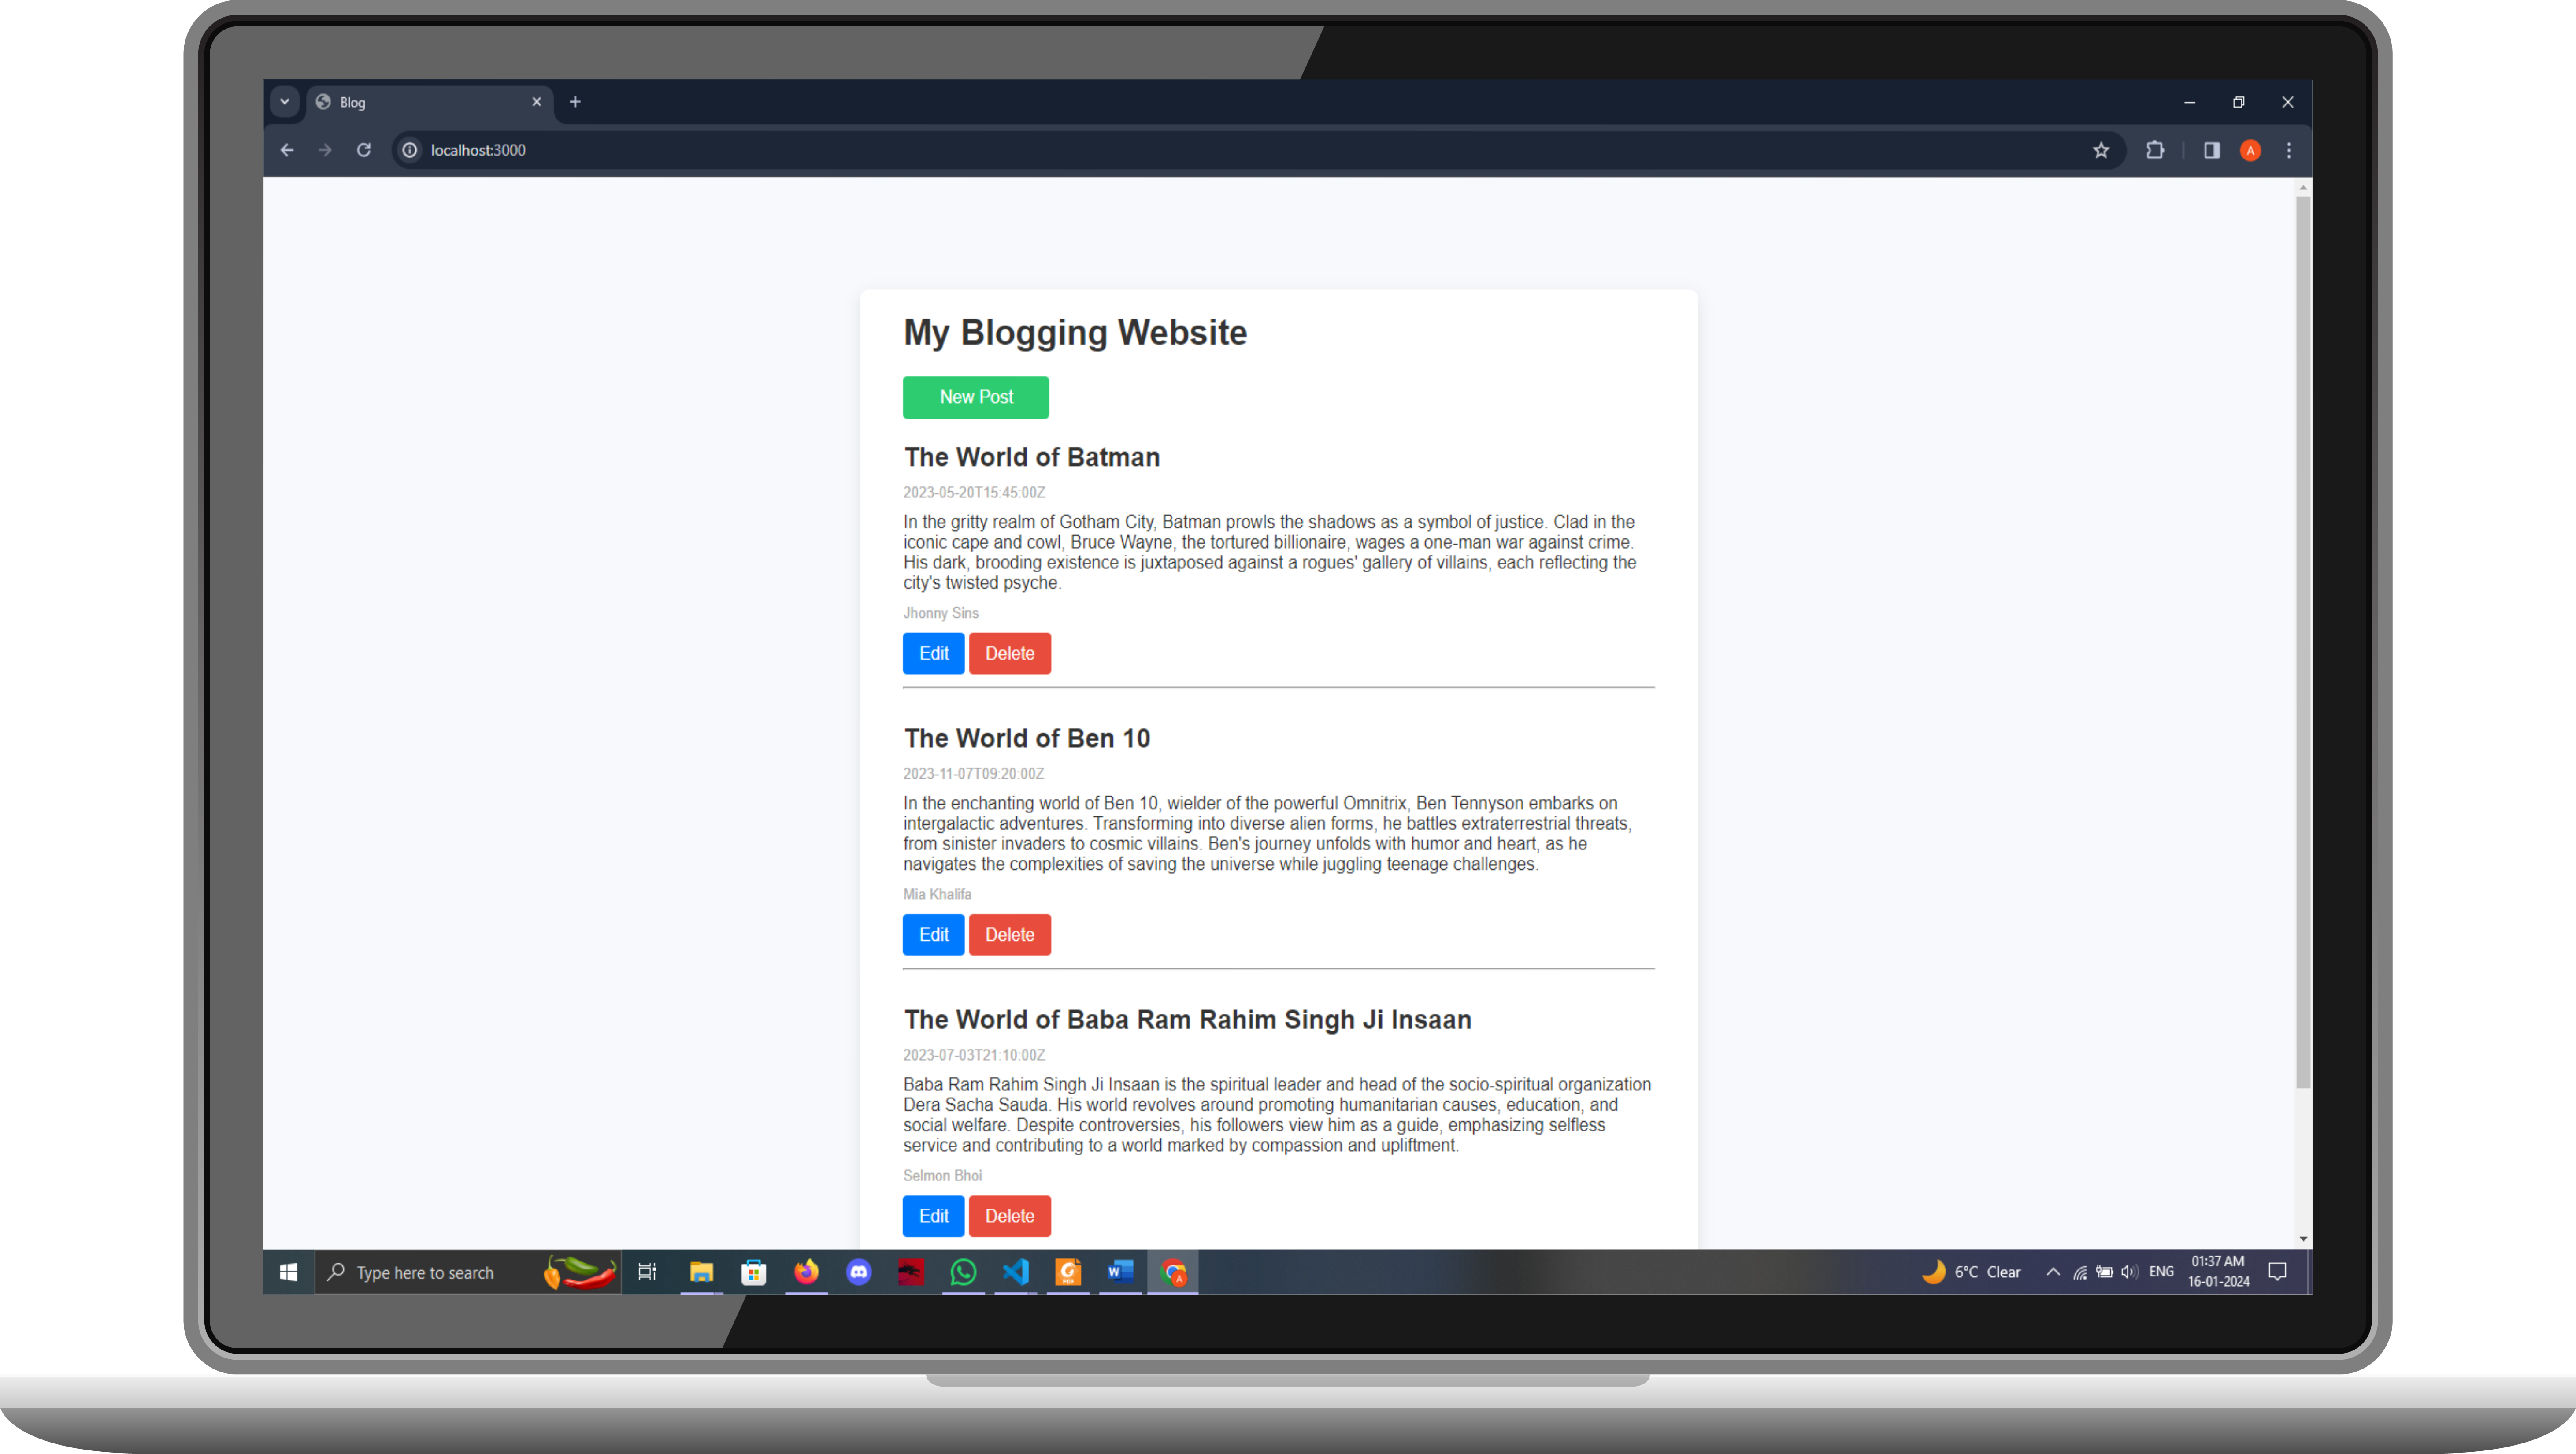 Blog
localhost:3000
A
My Blogging Website
New Post
The World of Batman
2023-05-20T15:45:00Z
In the gritty realm of Gotham City, Batman prowls the shadows as a symbol of justice. Clad in the
iconic cape and cowl, Bruce Wayne, the tortured billionaire, wages a one-man war against crime.
His dark, brooding existence is juxtaposed against a rogues' gallery of villains, each reflecting the
city's twisted psyche.
Jhonny Sins
Edit Delete
The World of Ben 10
2023-11-07T09:20:00Z
In the enchanting world of Ben 10, wielder of the powerful Omnitrix, Ben Tennyson embarks on
intergalactic adventures. Transforming into diverse alien forms, he battles extraterrestrial threats,
from sinister invaders to cosmic villains. Ben's journey unfolds with humor and heart, as he
navigates the complexities of saving the universe while juggling teenage challenges.
Mia Khalifa
Edit Delete
The World of Baba Ram Rahim Singh Ji Insaan
2023-07-03T21:10:00Z
Baba Ram Rahim Singh Ji Insaan is the spiritual leader and head of the socio-spiritual organization
Dera Sacha Sauda. His world revolves around promoting humanitarian causes, education, and
social welfare. Despite controversies, his followers view him as a guide, emphasizing selfless
service and contributing to a world marked by compassion and upliftment.
Selmon Bhoi
Edit Delete
Type here to search
W
A
6°C Clear
ENG
01:37 AM
16-01-2024